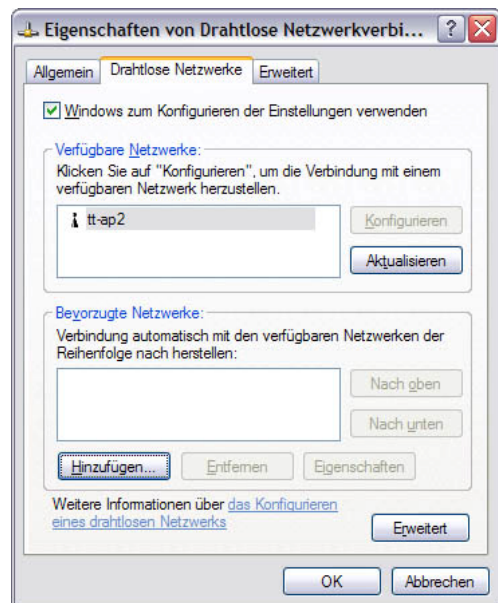 Eigenschaften von Drahtlose Netzwerkverbi...
Allgemein Drahtlose Netzwerke Erweitert
Windows zum Konfigurieren der Einstellungen verwenden
Verfügbare Netzwerke:
Klicken Sie auf "Konfigurieren", um die Verbindung mit einem
verfügbaren Netzwerk herzustellen.
tt-ap2
Konfigurieren
Aktualisieren
Bevorzugte Netzwerke:
Verbindung automatisch mit den verfügbaren Netzwerken der
Reihenfolge nach herstellen:
Nach oben
Nach unten
Hinzufügen... Entfernen Eigenschaften
Weitere Informationen über das Konfigurieren
eines drahtlosen Netzwerks
Erweitert
OK Abbrechen